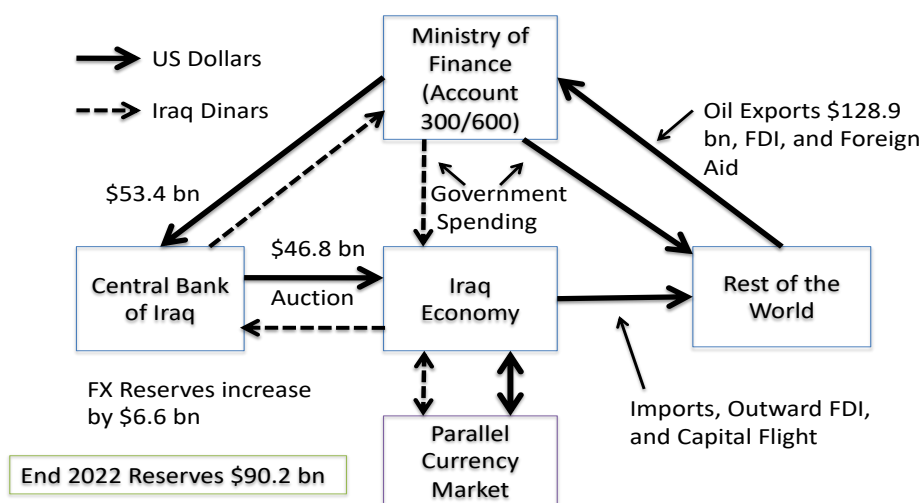 US Dollars
Iraq Dinars
Ministry of
Finance
(Account
300/600)
Oil Exports $128.9
bn, FDI, and Foreign
Aid
$53.4 bn
Government
Spending
$46.8 bn
Auction
Central Bank
of Iraq
Iraq
Economy
Rest of the
World
FX Reserves increase
by $6.6 bn
Imports, Outward FDI,
and Capital Flight
Parallel
Currency
Market
End 2022 Reserves $90.2 bn